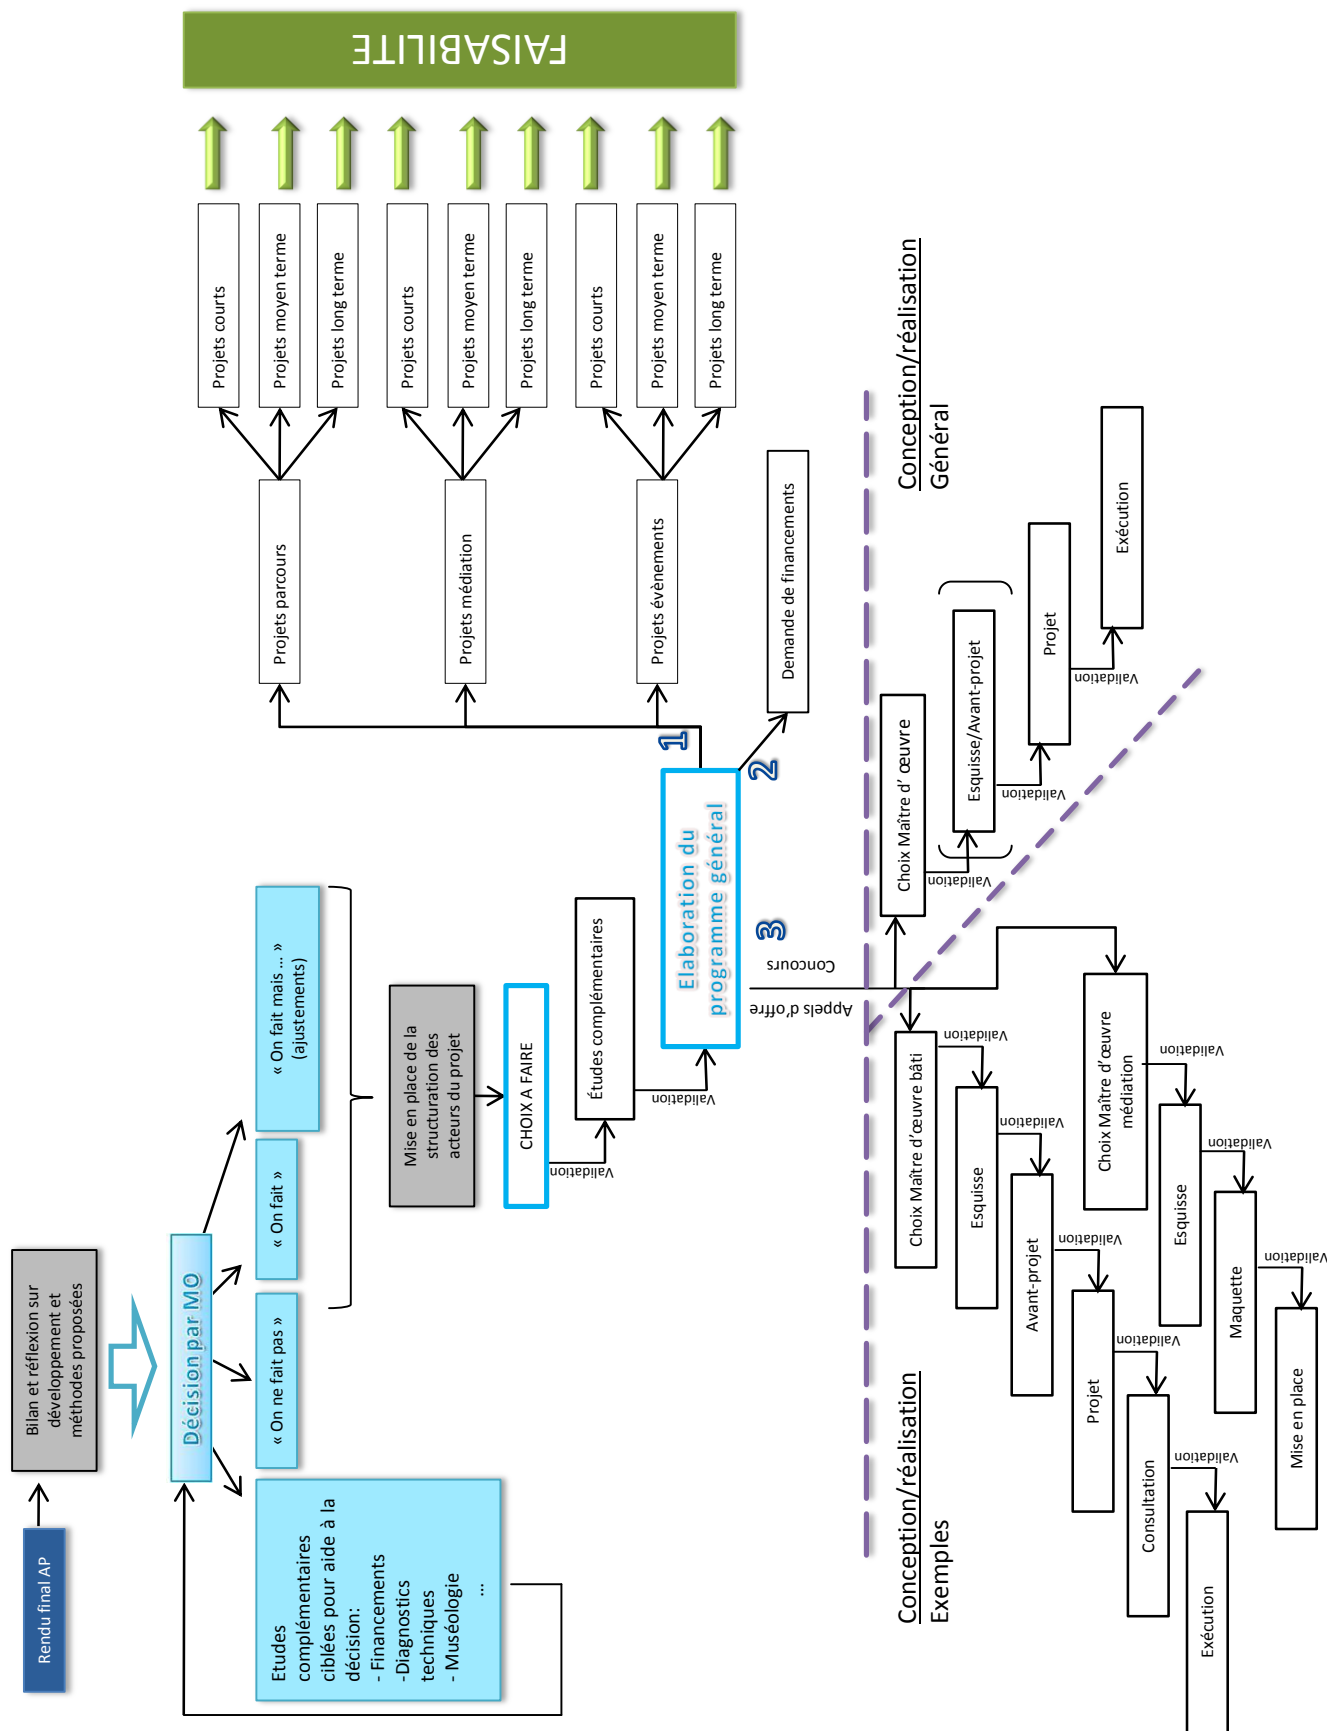 Rendu final AP
Bilan et réflexion sur
développement et
méthodes proposées
Décision par MO
Etudes
complémentaires
ciblées pour aide à la
décision:
- Financements
-Diagnostics
techniques
- Muséologie
...
« On ne fait pas »
« On fait »
« On fait mais ... »
(ajustements)
Mise en place de la
structuration des
acteurs du projet
CHOIX A FAIRE
Validation
Études complémentaires
Validation
Elaboration du
programme général
1
2
3
Projets parcours
Projets médiation
Projets évènements
Projets courts
Projets moyen terme
Projets long terme
Projets courts
Projets moyen terme
Projets long terme
Projets courts
Projets moyen terme
Projets long terme
FAISABILITE
Demande de financements
Appels d'offre
Concours
Conception/réalisation
Général
Choix Maître d' œuvre
Validation
Esquisse/Avant-projet
Validation
Projet
Validation
Exécution
Conception/réalisation
Exemples
Choix Maître d'œuvre bâti
Validation
Esquisse
Validation
Avant-projet
Validation
Projet
Validation
Consultation
Validation
Exécution
Choix Maître d'œuvre
médiation
Validation
Esquisse
Validation
Maquette
Validation
Mise en place